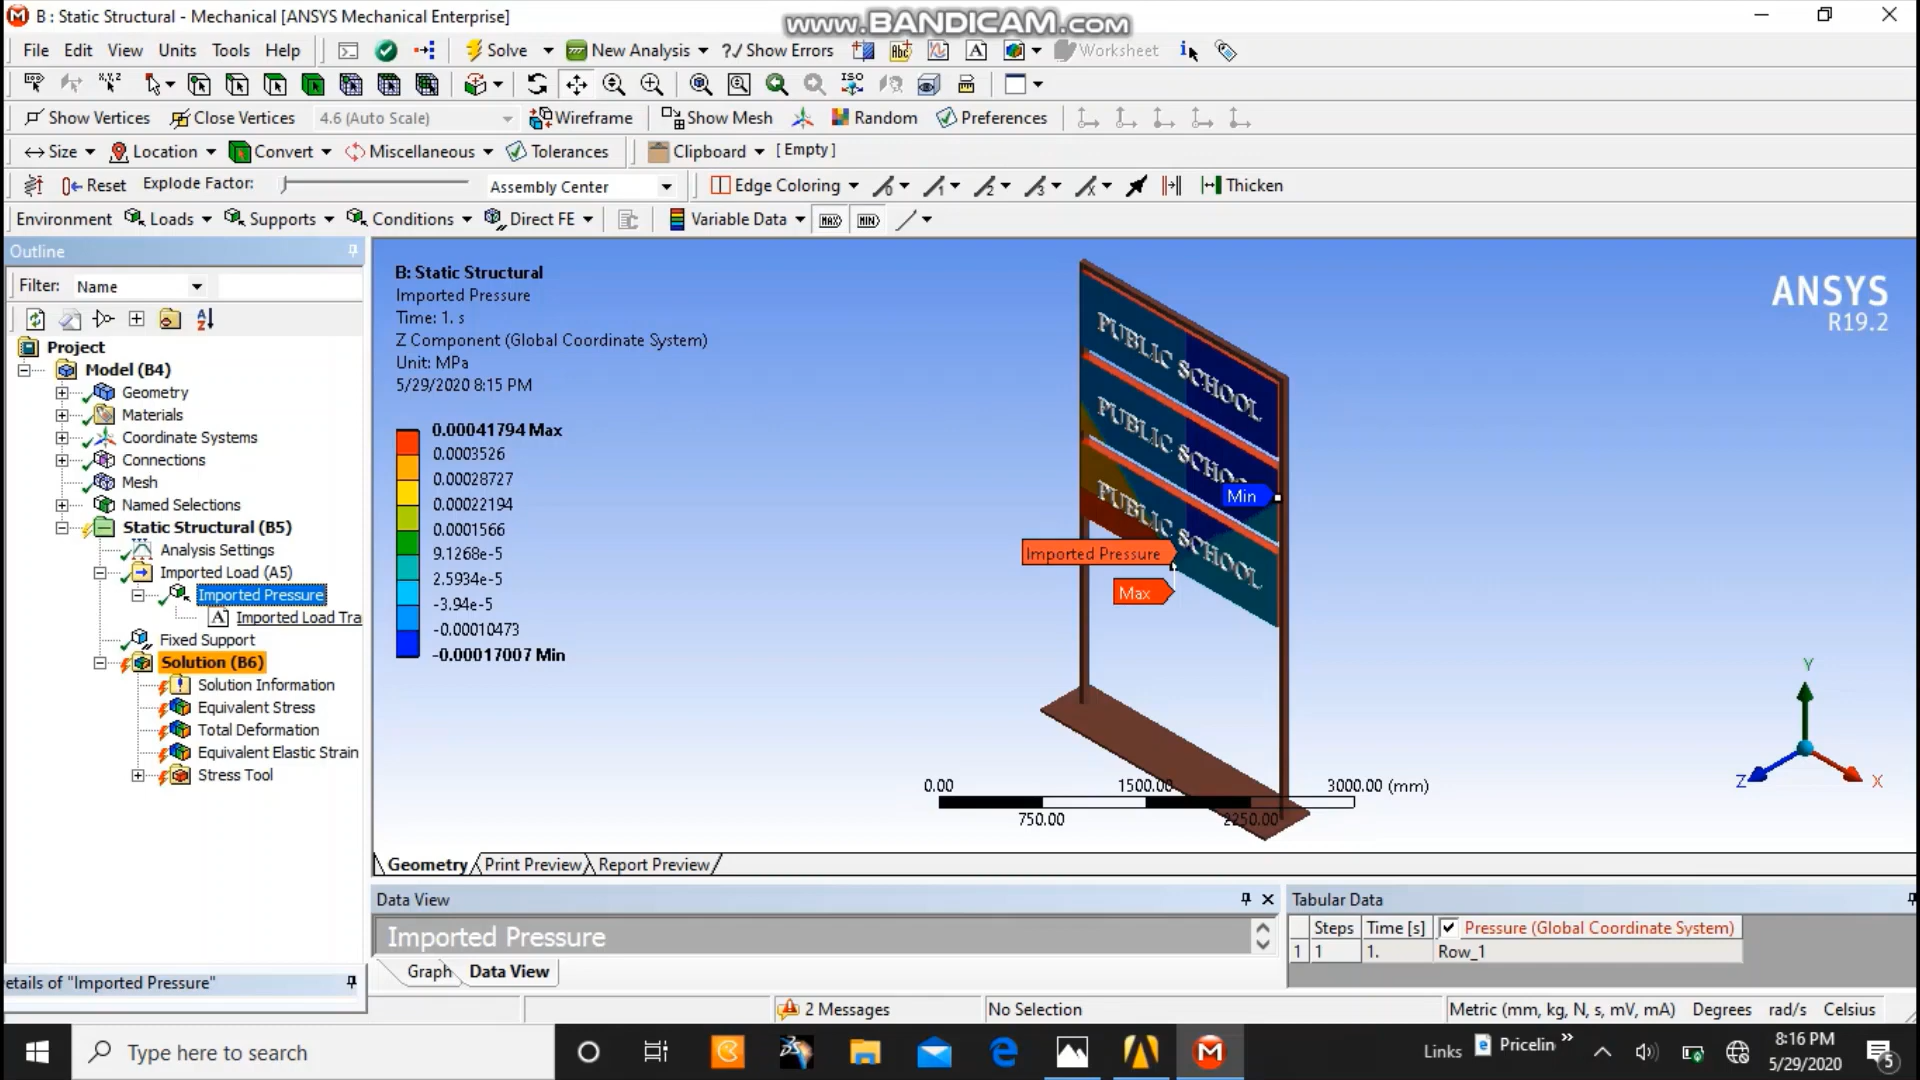 B : Static Structural - Mechanical [ANSYS Mechanical Enterprise]
www.BANDICAM.com
File Edit View Units Tools Help Solve New Analysis ?/ Show Errors Worksheet
Show Vertices Close Vertices 4.6 (Auto Scale) Wireframe Show Mesh Random Preferences
Size Location Convert Miscellaneous Tolerances Clipboard [ Empty ]
Reset Explode Factor: Assembly Center Edge Coloring Thicken
Environment Loads Supports Conditions Direct FE Variable Data MAX MIN
Outline
Filter: Name
Project
Model (B4)
Geometry
Materials
Coordinate Systems
Connections
Mesh
Named Selections
Static Structural (B5)
Analysis Settings
Imported Load (A5)
Imported Pressure
Imported Load Tra
Fixed Support
Solution (B6)
Solution Information
Equivalent Stress
Total Deformation
Equivalent Elastic Strain
Stress Tool
etails of "Imported Pressure"
B: Static Structural
Imported Pressure
Time: 1. s
Z Component (Global Coordinate System)
Unit: MPa
5/29/2020 8:15 PM
0.00041794 Max
0.0003526
0.00028727
0.00022194
0.0001566
9.1268e-5
2.5934e-5
-3.94e-5
-0.00010473
-0.00017007 Min
ANSYS
R19.2
PUBLIC SCHOOL
PUBLIC SCHOO
PUBLIC SCHOOL
Min
Imported Pressure
Max
Y
Z
X
0.00 1500.00 3000.00 (mm)
750.00 2250.00
Geometry Print Preview Report Preview
Data View
Imported Pressure
Graph Data View
Tabular Data
Steps Time [s] Pressure (Global Coordinate System)
1 1 1. Row_1
2 Messages No Selection Metric (mm, kg, N, s, mV, mA) Degrees rad/s Celsius
Type here to search
Links Pricelin
8:16 PM
5/29/2020
5